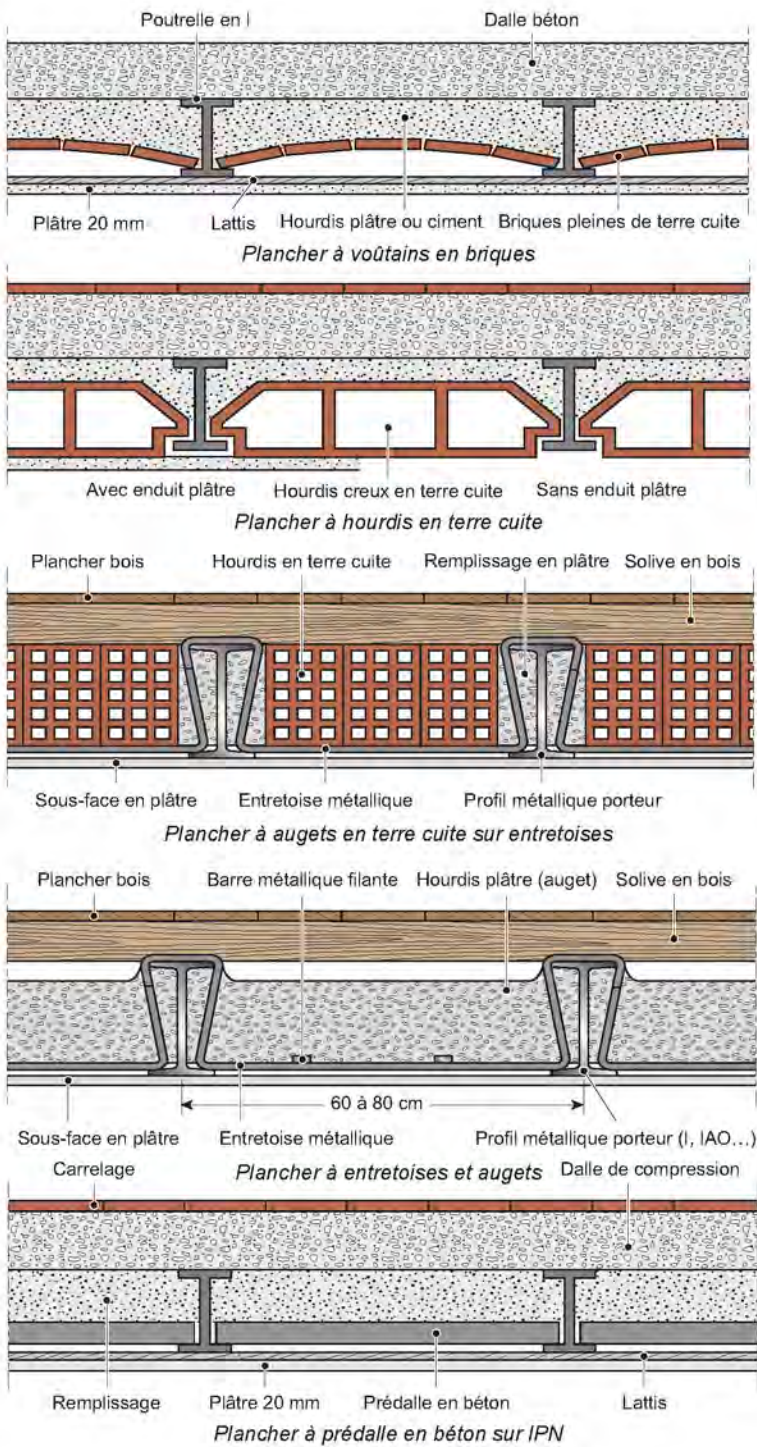 Poutrelle en I Dalle béton
Plâtre 20 mm Lattis Hourdis plâtre ou ciment Briques pleines de terre cuite
Plancher à voûtains en briques
Avec enduit plâtre Hourdis creux en terre cuite Sans enduit plâtre
Plancher à hourdis en terre cuite
Plancher bois Hourdis en terre cuite Remplissage en plâtre Solive en bois
Sous-face en plâtre Entretoise métallique Profil métallique porteur
Plancher à augets en terre cuite sur entretoises
Plancher bois Barre métallique filante Hourdis plâtre (auget) Solive en bois
60 à 80 cm
Sous-face en plâtre Entretoise métallique Profil métallique porteur (I, IAO…)
Carrelage Plancher à entretoises et augets Dalle de compression
Remplissage Plâtre 20 mm Prédalle en béton Lattis
Plancher à prédalle en béton sur IPN